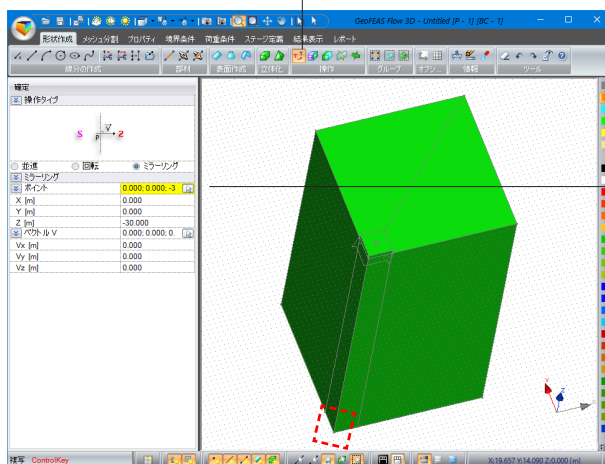 GeoFEAS Flow 3D - Untitled [P - 1] [BC - 1]
形状作成 メッシュ分割 プロパティ 境界条件 荷重条件 ステージ定義 結果表示 レポート
線分の作成 部材 表面作成 立体化 操作 グループ オプシ... 情報 ツール
確定
操作タイプ
S P V 2
並進 回転 ミラーリング
ミラーリング
ポイント 0.000; 0.000; -3
X [m] 0.000
Y [m] 0.000
Z [m] -30.000
ベクトル V 0.000; 0.000; 0.
Vx [m] 0.000
Vy [m] 0.000
Vz [m] 0.000
Z
複写 ControlKey X:19.657 Y:14.090 Z:0.000 [m]